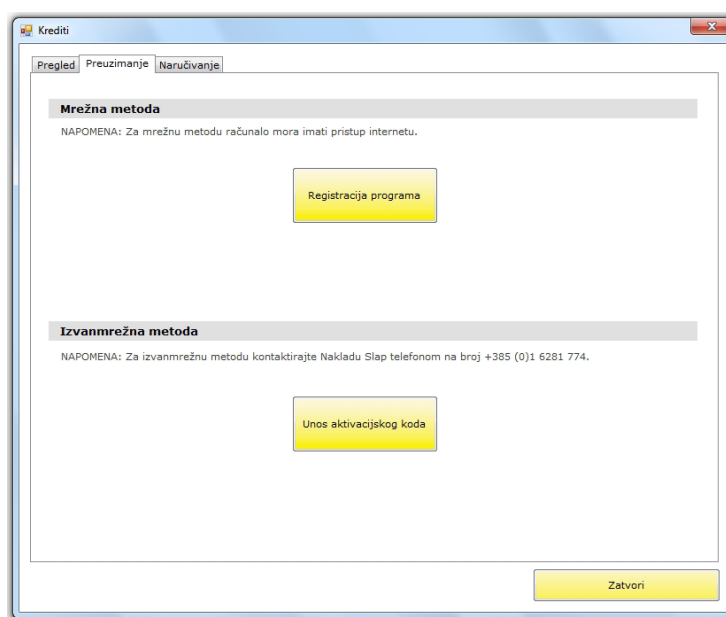 Krediti
Pregled Preuzimanje Naručivanje
Mrežna metoda
NAPOMENA: Za mrežnu metodu računalo mora imati pristup internetu.
Registracija programa
Izvanmrežna metoda
NAPOMENA: Za izvanmrežnu metodu kontaktirajte Nakladu Slap telefonom na broj +385 (0)1 6281 774.
Unos aktivacijskog koda
Zatvori